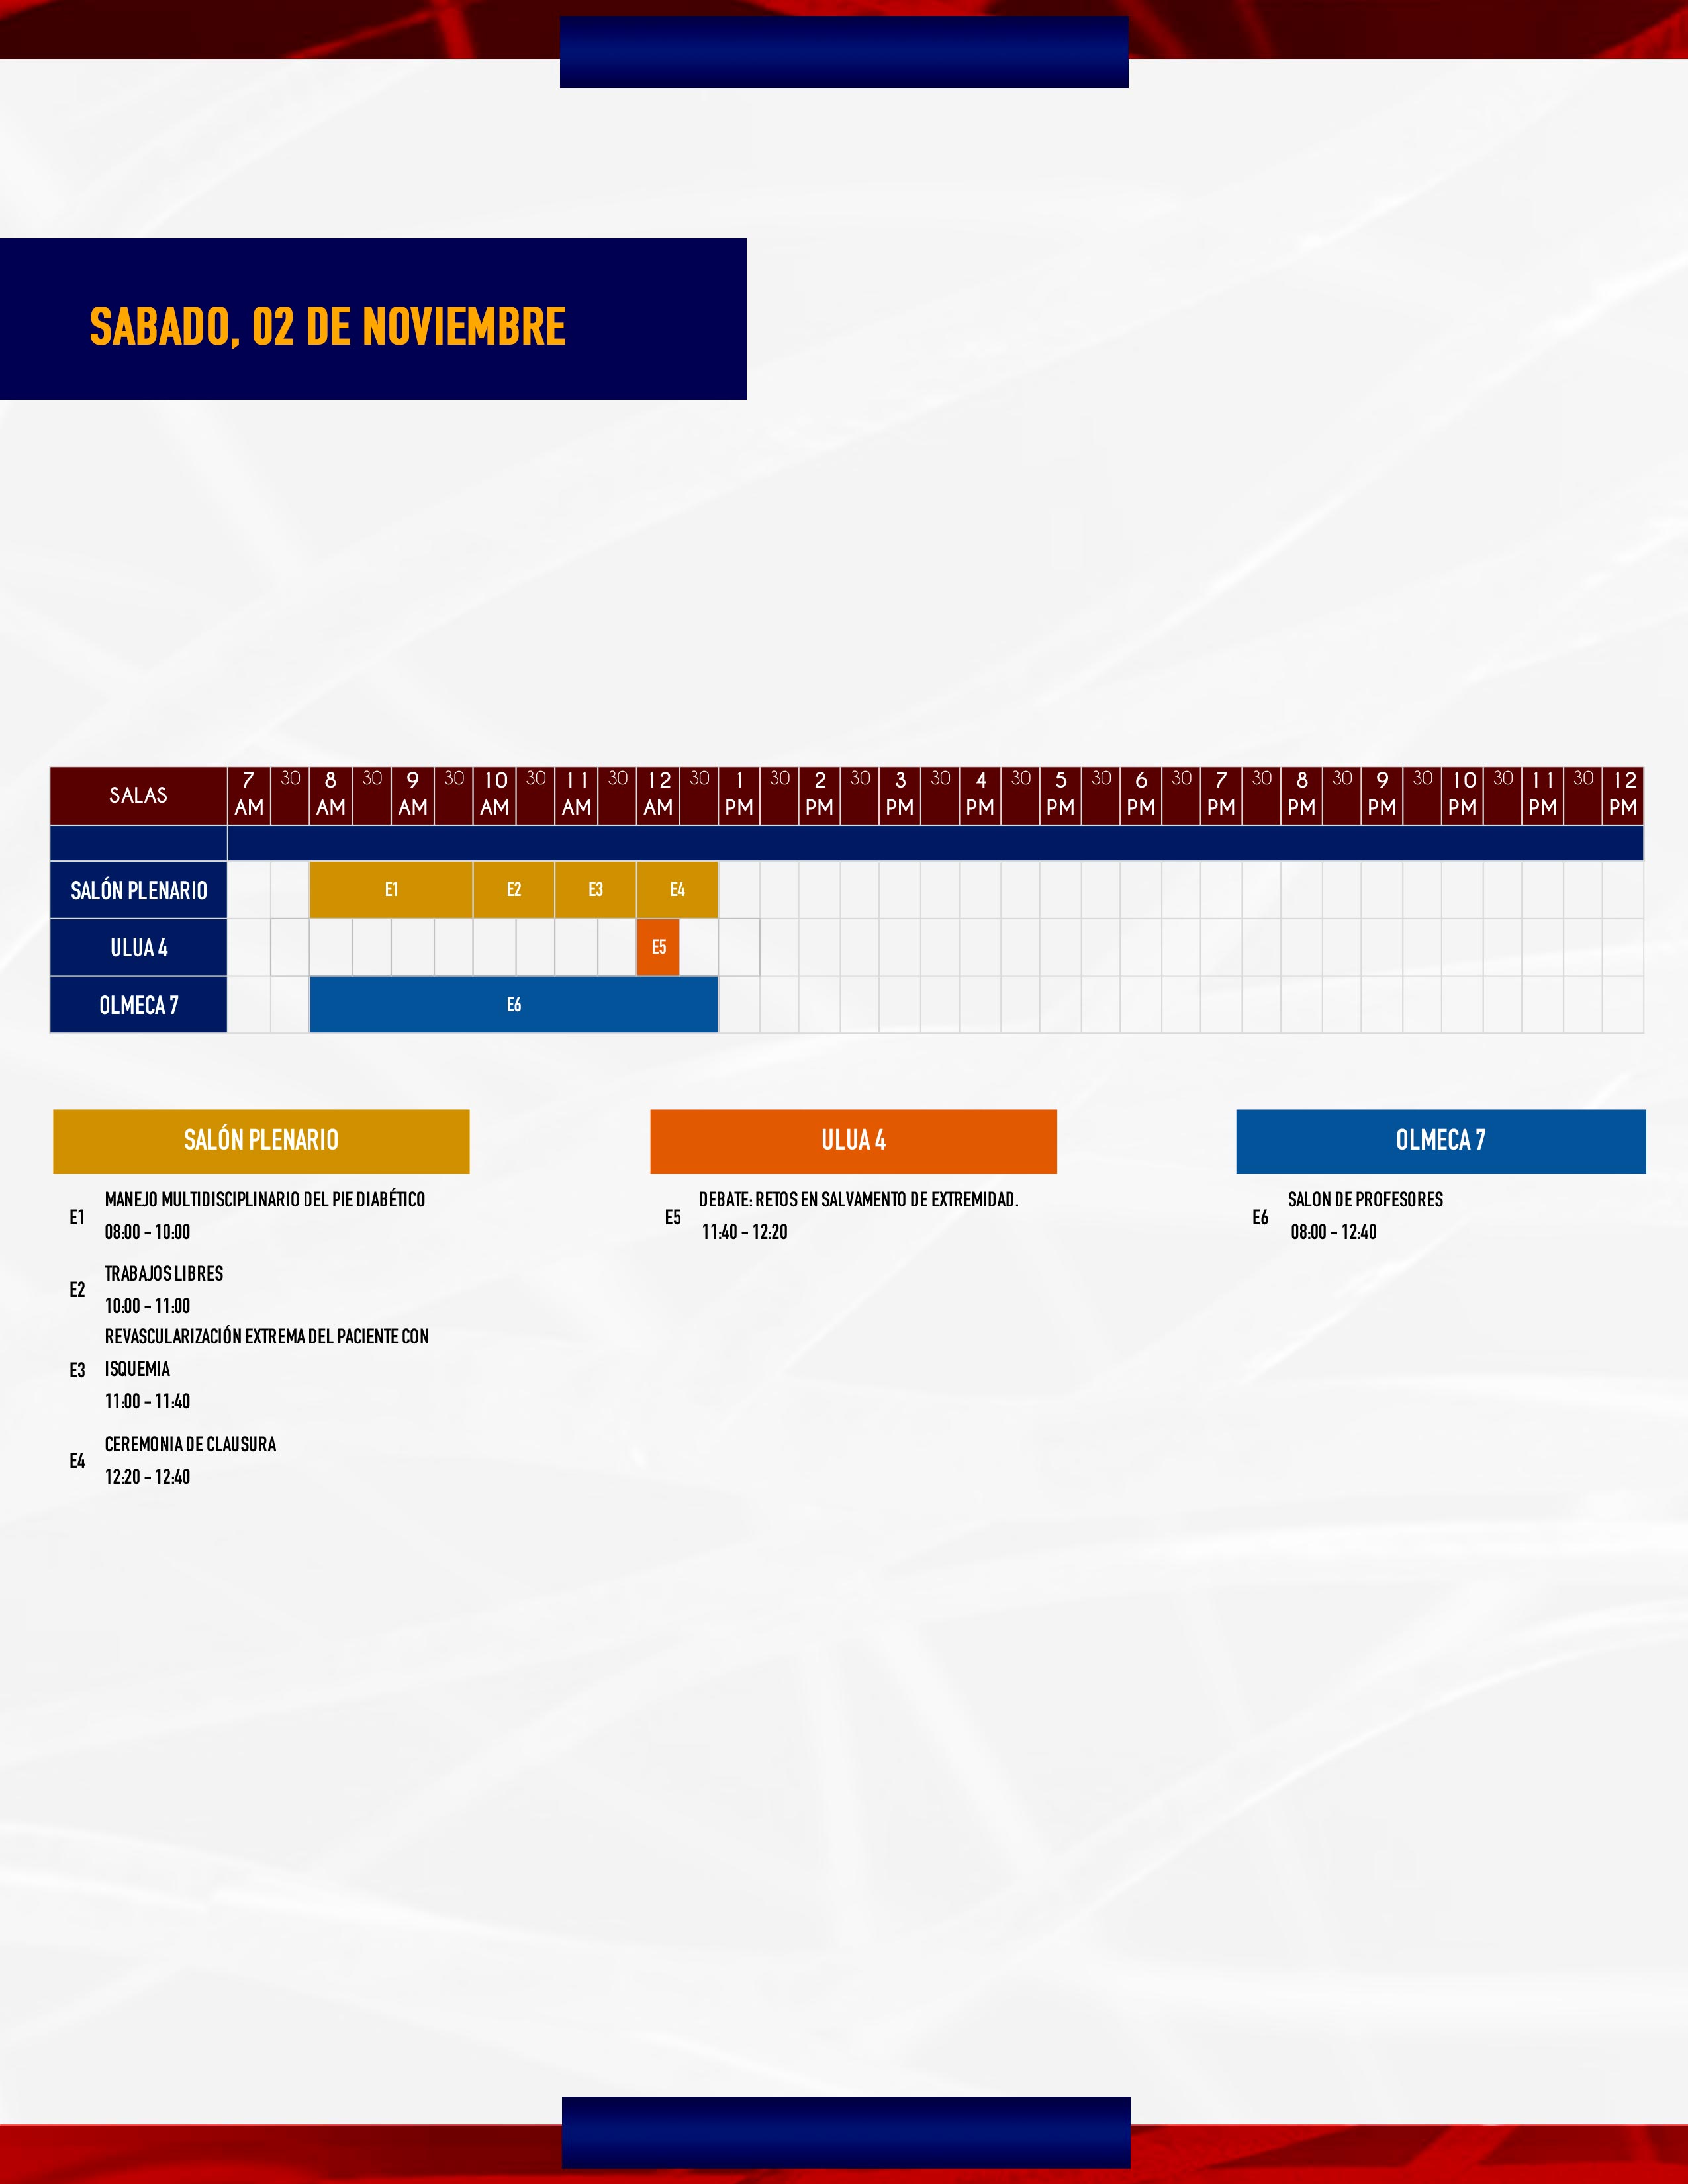 SABADO, 02 DE NOVIEMBRE
SALAS 7 AM 30 8 AM 30 9 AM 30 10 AM 30 11 AM 30 12 AM 30 1 PM 30 2 PM 30 3 PM 30 4 PM 30 5 PM 30 6 PM 30 7 PM 30 8 PM 30 9 PM 30 10 PM 30 11 PM 30 12 PM
SALÓN PLENARIO E1 E2 E3 E4
ULUA 4 E5
OLMECA 7 E6
SALÓN PLENARIO
E1 MANEJO MULTIDISCIPLINARIO DEL PIE DIABÉTICO
08:00 - 10:00
E2 TRABAJOS LIBRES
10:00 - 11:00
REVASCULARIZACIÓN EXTREMA DEL PACIENTE CON
E3 ISQUEMIA
11:00 - 11:40
E4 CEREMONIA DE CLAUSURA
12:20 - 12:40
ULUA 4
E5 DEBATE: RETOS EN SALVAMENTO DE EXTREMIDAD.
11:40 - 12:20
OLMECA 7
E6 SALON DE PROFESORES
08:00 - 12:40